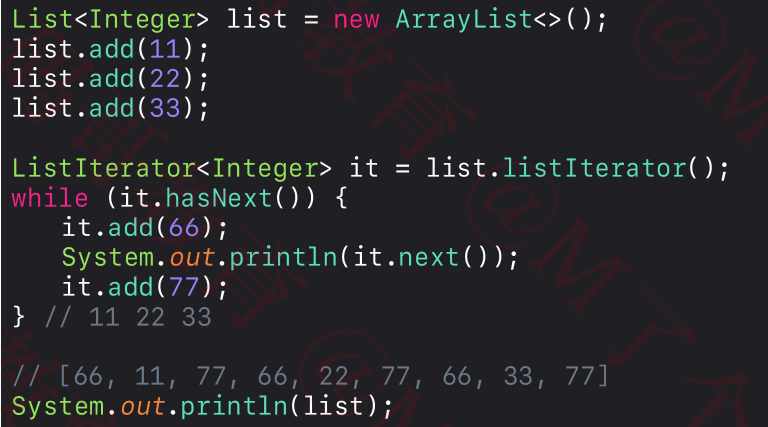 List<Integer> list = new ArrayList<>();
list.add(11);
list.add(22);
list.add(33);
ListIterator<Integer> it = list.listIterator();
while (it.hasNext()) {
    it.add(66);
    System.out.println(it.next());
    it.add(77);
} // 11 22 33
// [66, 11, 77, 66, 22, 77, 66, 33, 77]
System.out.println(list);